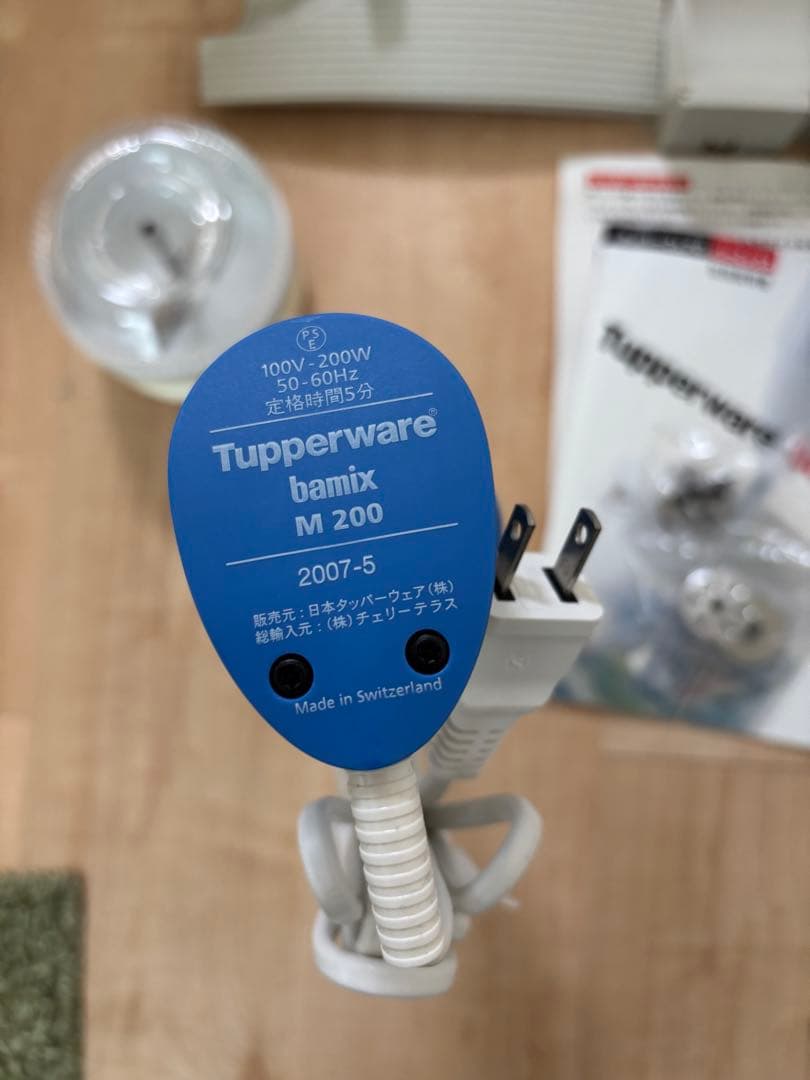 PS
E
100V-200W
50-60Hz
定格時間5分
Tupperware®
bamix
M 200
2007-5
販売元:日本タッパーウェア(株)
総輸入元:(株)チェリーテラス
Made in Switzerland
Tupperware